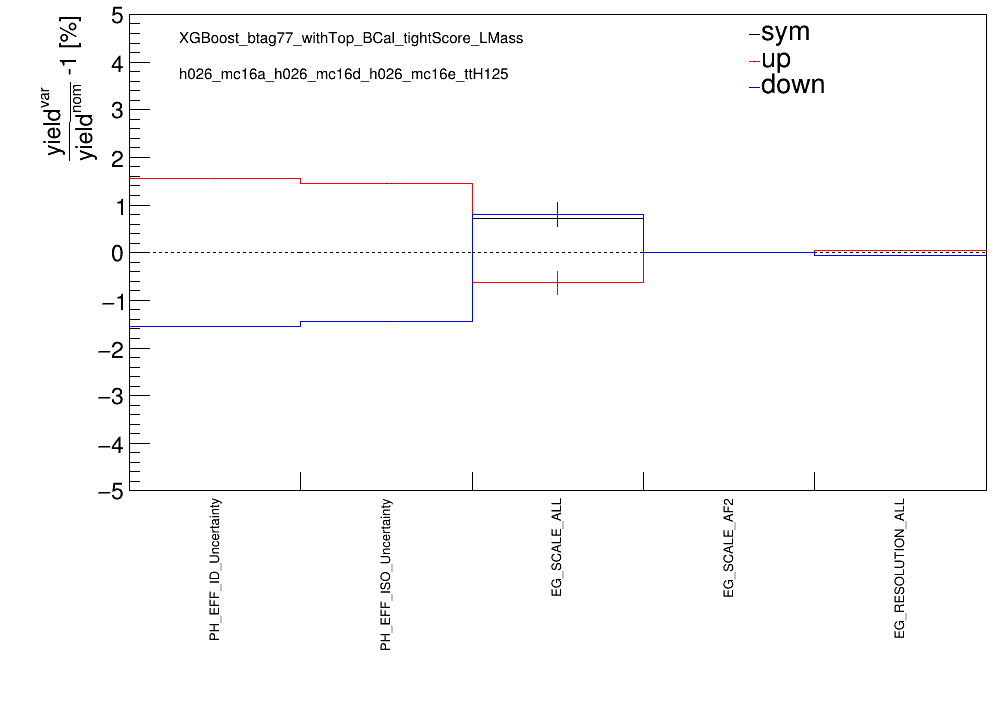 yield^var / yield^nom -1 [%]
XGBoost_btag77_withTop_BCal_tightScore_LMass
h026_mc16a_h026_mc16d_h026_mc16e_ttH125
sym
up
down
5
4
3
2
1
0
−1
−2
−3
−4
−5
PH_EFF_ID_Uncertainty
PH_EFF_ISO_Uncertainty
EG_SCALE_ALL
EG_SCALE_AF2
EG_RESOLUTION_ALL